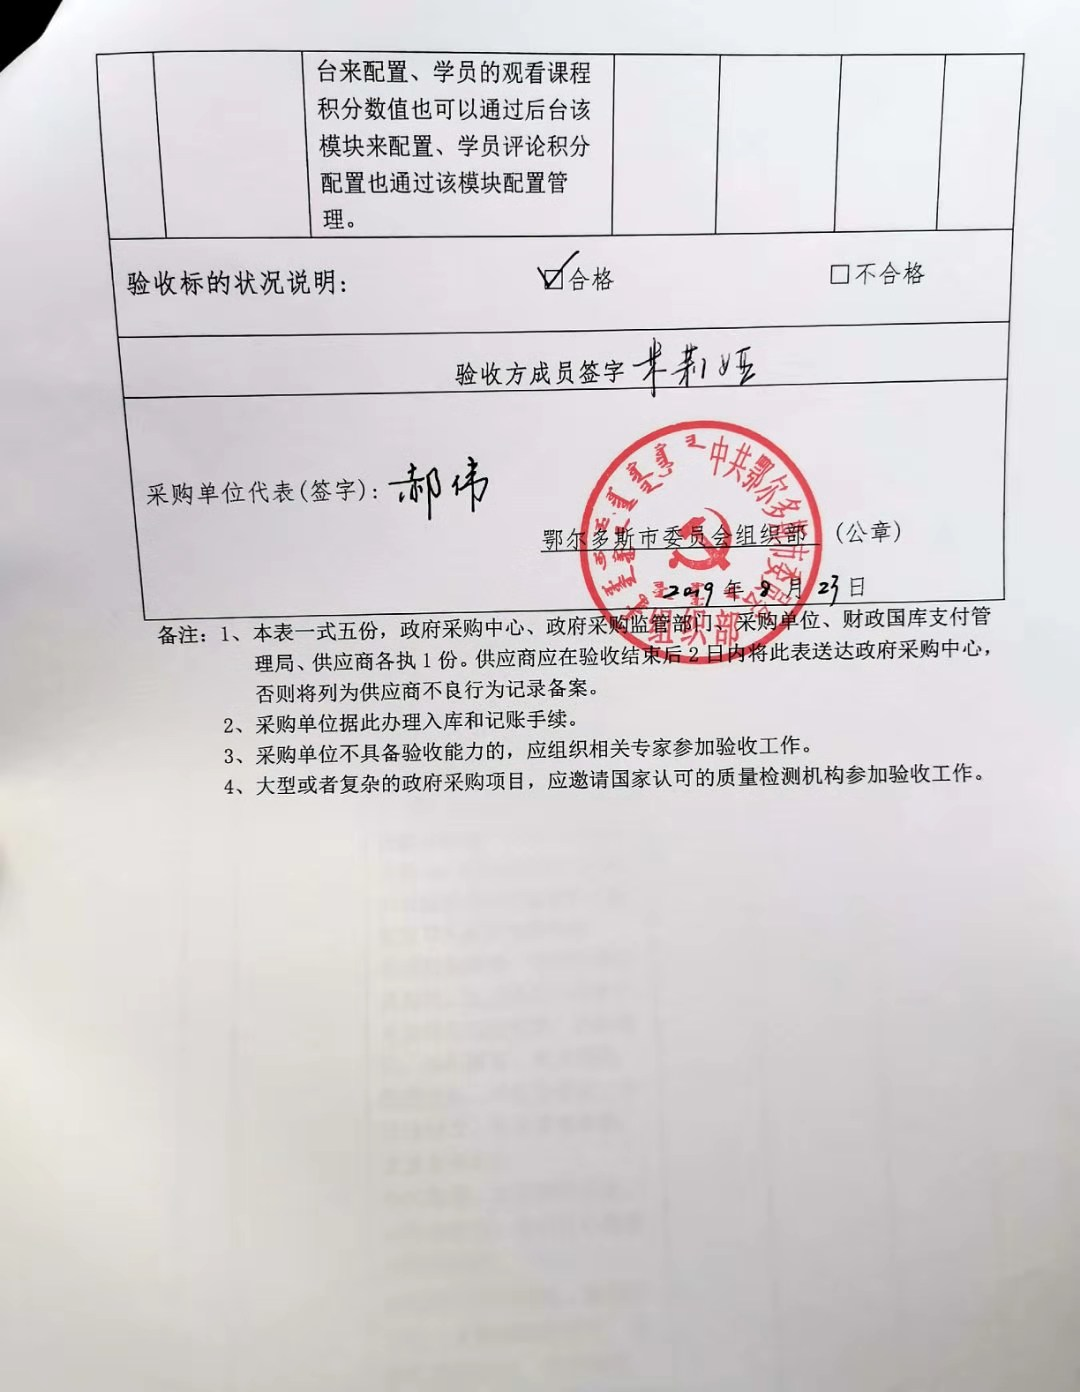 台来配置、学员的观看课程
积分数值也可以通过后台该
模块来配置、学员评论积分
配置也通过该模块配置管
理。
验收标的状况说明： ☑合格 □不合格
验收方成员签字
采购单位代表(签字)：郝伟
鄂尔多斯市委员会组织部 (公章)
中共鄂尔多斯市委员会
组织部
2019年8月23日
备注：1、本表一式五份，政府采购中心、政府采购监管部门、采购单位、财政国库支付管
理局、供应商各执1份。供应商应在验收结束后2日内将此表送达政府采购中心，
否则将列为供应商不良行为记录备案。
2、采购单位据此办理入库和记账手续。
3、采购单位不具备验收能力的，应组织相关专家参加验收工作。
4、大型或者复杂的政府采购项目，应邀请国家认可的质量检测机构参加验收工作。